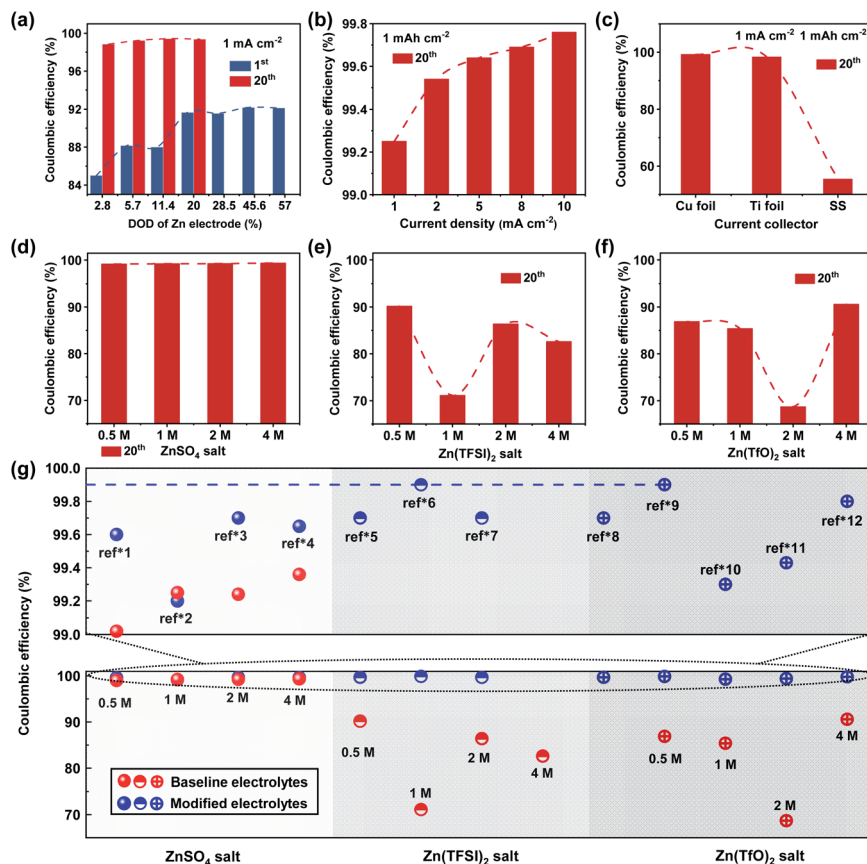 (a)
Coulombic efficiency (%)
100
96
92
88
84
1 mA cm⁻²
1ˢᵗ
20ᵗʰ
2.8 5.7 11.4 20 28.5 45.6 57
DOD of Zn electrode (%)
(b)
Coulombic efficiency (%)
99.8
99.6
99.4
99.2
99.0
1 mAh cm⁻²
20ᵗʰ
1 2 5 8 10
Current density (mA cm⁻²)
(c)
Coulombic efficiency (%)
100
90
80
70
60
1 mA cm⁻² 1 mAh cm⁻²
20ᵗʰ
Cu foil Ti foil SS
Current collector
(d)
Coulombic efficiency (%)
100
90
80
70
0.5 M 1 M 2 M 4 M
ZnSO₄ salt
20ᵗʰ
(e)
Coulombic efficiency (%)
100
90
80
70
20ᵗʰ
0.5 M 1 M 2 M 4 M
Zn(TFSI)₂ salt
(f)
Coulombic efficiency (%)
100
90
80
70
20ᵗʰ
0.5 M 1 M 2 M 4 M
Zn(TfO)₂ salt
(g)
Coulombic efficiency (%)
100.0
99.8
99.6
99.4
99.2
99.0
ref*1
ref*2
ref*3
ref*4
ref*5
ref*6
ref*7
ref*8
ref*9
ref*10
ref*11
ref*12
100
90
80
70
0.5 M 1 M 2 M 4 M
0.5 M
1 M
2 M
4 M
0.5 M
1 M
2 M
4 M
Baseline electrolytes
Modified electrolytes
ZnSO₄ salt Zn(TFSI)₂ salt Zn(TfO)₂ salt